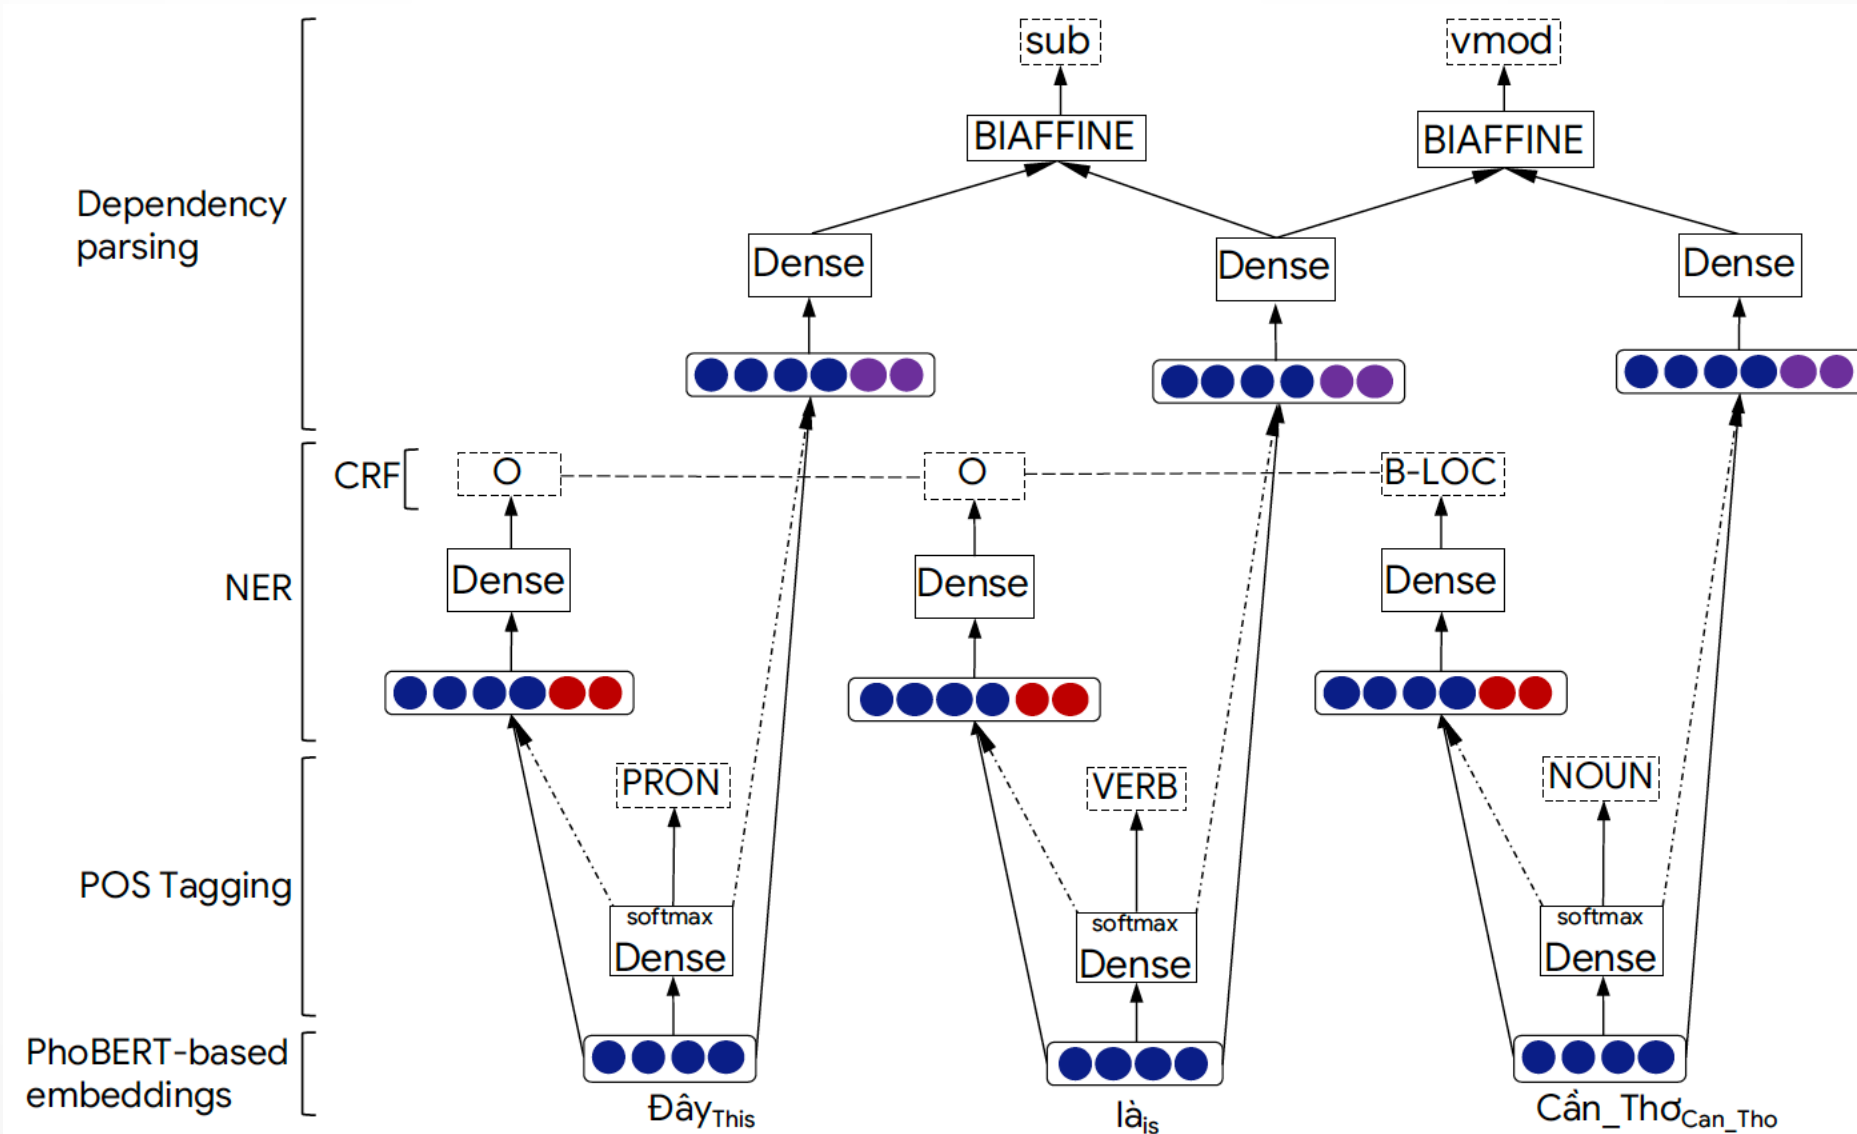 sub vmod
BIAFFINE BIAFFINE
Dependency
parsing
Dense Dense Dense
CRF O O B-LOC
NER Dense Dense Dense
PRON VERB NOUN
POS Tagging
softmax softmax softmax
Dense Dense Dense
PhoBERT-based
embeddings
ĐâyThis làis Cần_ThơCan_Tho